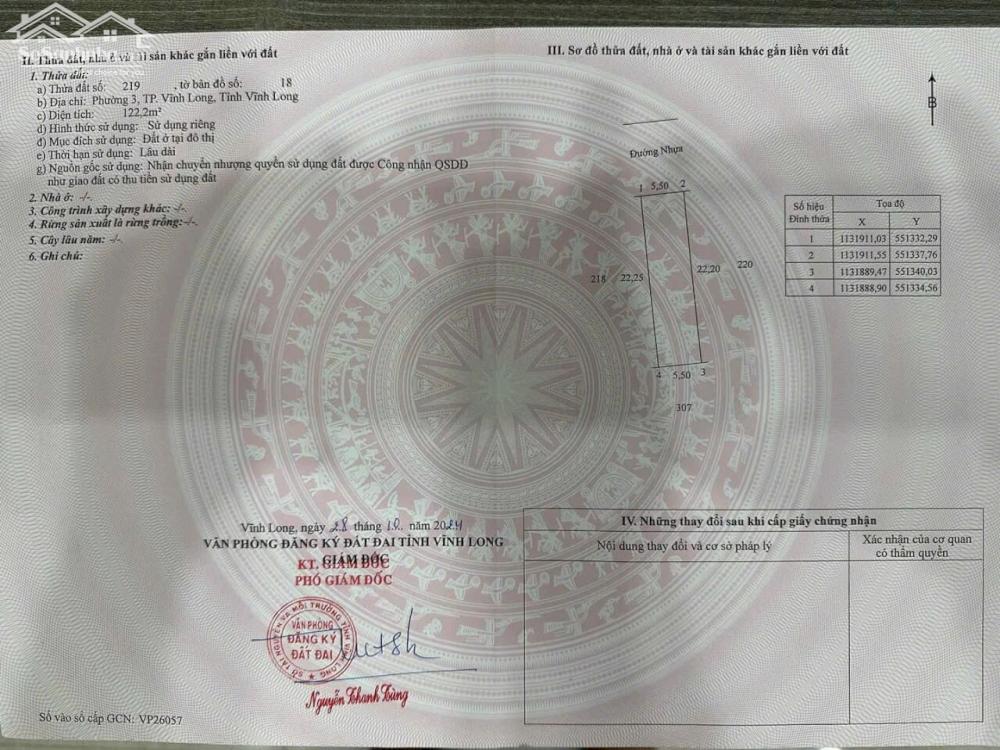 II. Thửa đất, nhà ở và tài sản khác gắn liền với đất
1. Thửa đất:
a) Thửa đất số: 219 , tờ bản đồ số: 18
b) Địa chỉ: Phường 3, TP. Vĩnh Long, Tỉnh Vĩnh Long
c) Diện tích: 122,2m²
d) Hình thức sử dụng: Sử dụng riêng
đ) Mục đích sử dụng: Đất ở tại đô thị
e) Thời hạn sử dụng: Lâu dài
g) Nguồn gốc sử dụng: Nhận chuyển nhượng quyền sử dụng đất được Công nhận QSDĐ
như giao đất có thu tiền sử dụng đất
2. Nhà ở: -/-.
3. Công trình xây dựng khác: -/-.
4. Rừng sản xuất là rừng trồng:-/-.
5. Cây lâu năm: -/-.
6. Ghi chú:
III. Sơ đồ thửa đất, nhà ở và tài sản khác gắn liền với đất
B
Đường Nhựa
1 5,50 2
218 22,25
22,20 220
4 5,50 3
307
Số hiệu Đỉnh thửa Tọa độ
X Y
1 1131911,03 551332,29
2 1131911,55 551337,76
3 1131889,47 551340,03
4 1131888,90 551334,56
Vĩnh Long, ngày 28 tháng 10 năm 2024
VĂN PHÒNG ĐĂNG KÝ ĐẤT ĐAI TỈNH VĨNH LONG
KT. GIÁM ĐỐC
PHÓ GIÁM ĐỐC
SỞ TÀI NGUYÊN VÀ MÔI TRƯỜNG TỈNH VĨNH LONG
VĂN PHÒNG
ĐĂNG KÝ
ĐẤT ĐAI
Nguyễn Thanh Tùng
Số vào sổ cấp GCN: VP26057
IV. Những thay đổi sau khi cấp giấy chứng nhận
Nội dung thay đổi và cơ sở pháp lý
Xác nhận của cơ quan
có thẩm quyền